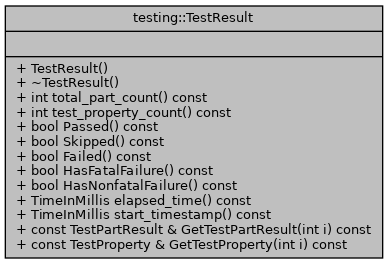 testing::TestResult
+ TestResult()
+ ~TestResult()
+ int total_part_count() const
+ int test_property_count() const
+ bool Passed() const
+ bool Skipped() const
+ bool Failed() const
+ bool HasFatalFailure() const
+ bool HasNonfatalFailure() const
+ TimeInMillis elapsed_time() const
+ TimeInMillis start_timestamp() const
+ const TestPartResult & GetTestPartResult(int i) const
+ const TestProperty & GetTestProperty(int i) const